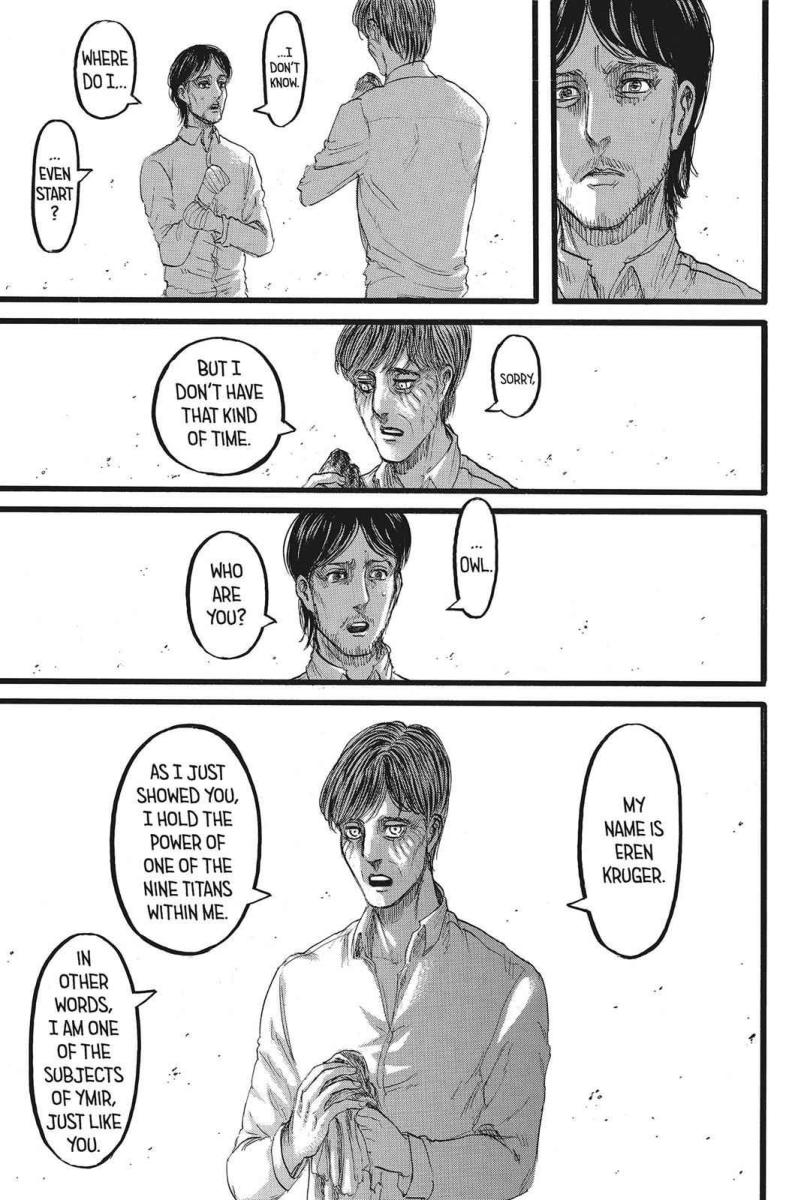 ...I
DON'T
KNOW.
WHERE
DO I...
...
EVEN
START
?
SORRY,
BUT I
DON'T HAVE
THAT KIND
OF TIME.
...
OWL.
WHO
ARE
YOU?
MY
NAME IS
EREN
KRUGER.
AS I JUST
SHOWED YOU,
I HOLD THE
POWER OF
ONE OF THE
NINE TITANS
WITHIN ME.
IN
OTHER
WORDS,
I AM ONE
OF THE
SUBJECTS
OF YMIR,
JUST LIKE
YOU.